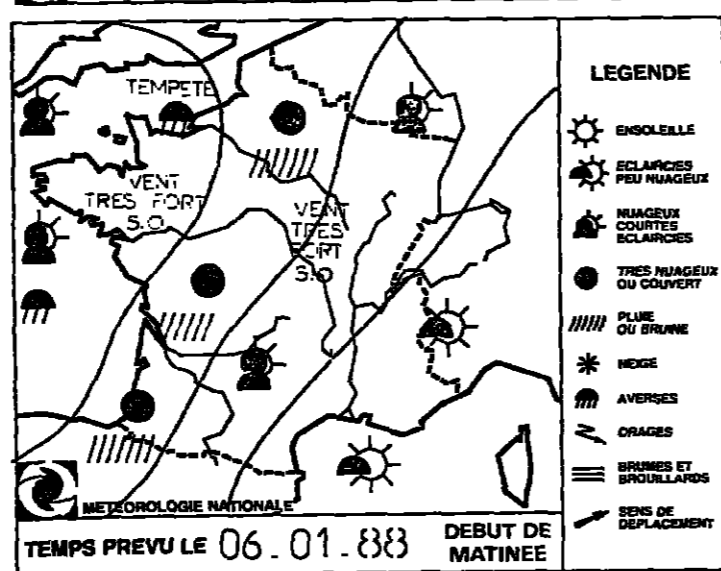 TEMPETE
VENT
TRES FORT
S.O
VENT
TRES
FORT
S.O
METEOROLOGIE NATIONALE
TEMPS PREVU LE 06.01.88 DEBUT DE
MATINEE
LEGENDE
ENSOLEILLE
ECLAIRCIES
PEU NUAGEUX
NUAGEUX
COURTES
ECLAIRCIES
TRES NUAGEUX
OU COUVERT
PLUIE
OU BRUINE
NEIGE
AVERSES
ORAGES
BRUMES ET
BROUILLARDS
SENS DE
DEPLACEMENT